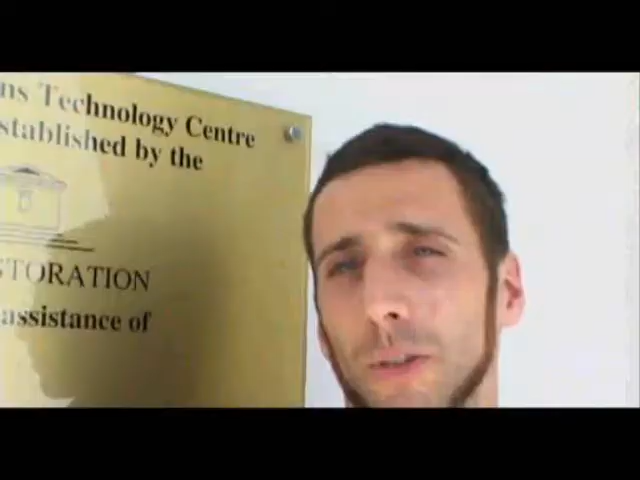 ns Technology Centre
stablished by the
STORATION
assistance of